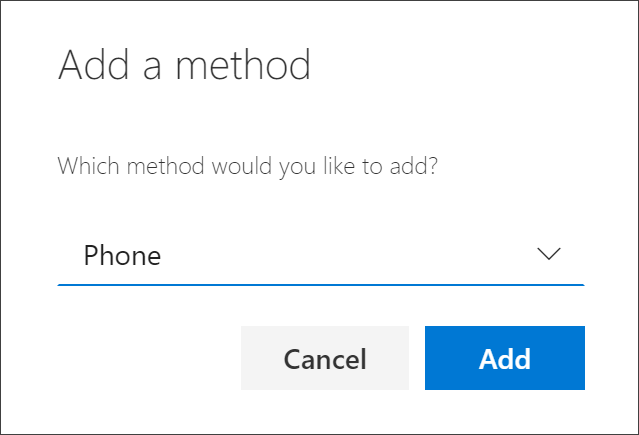 Add a method
Which method would you like to add?
Phone
Cancel
Add